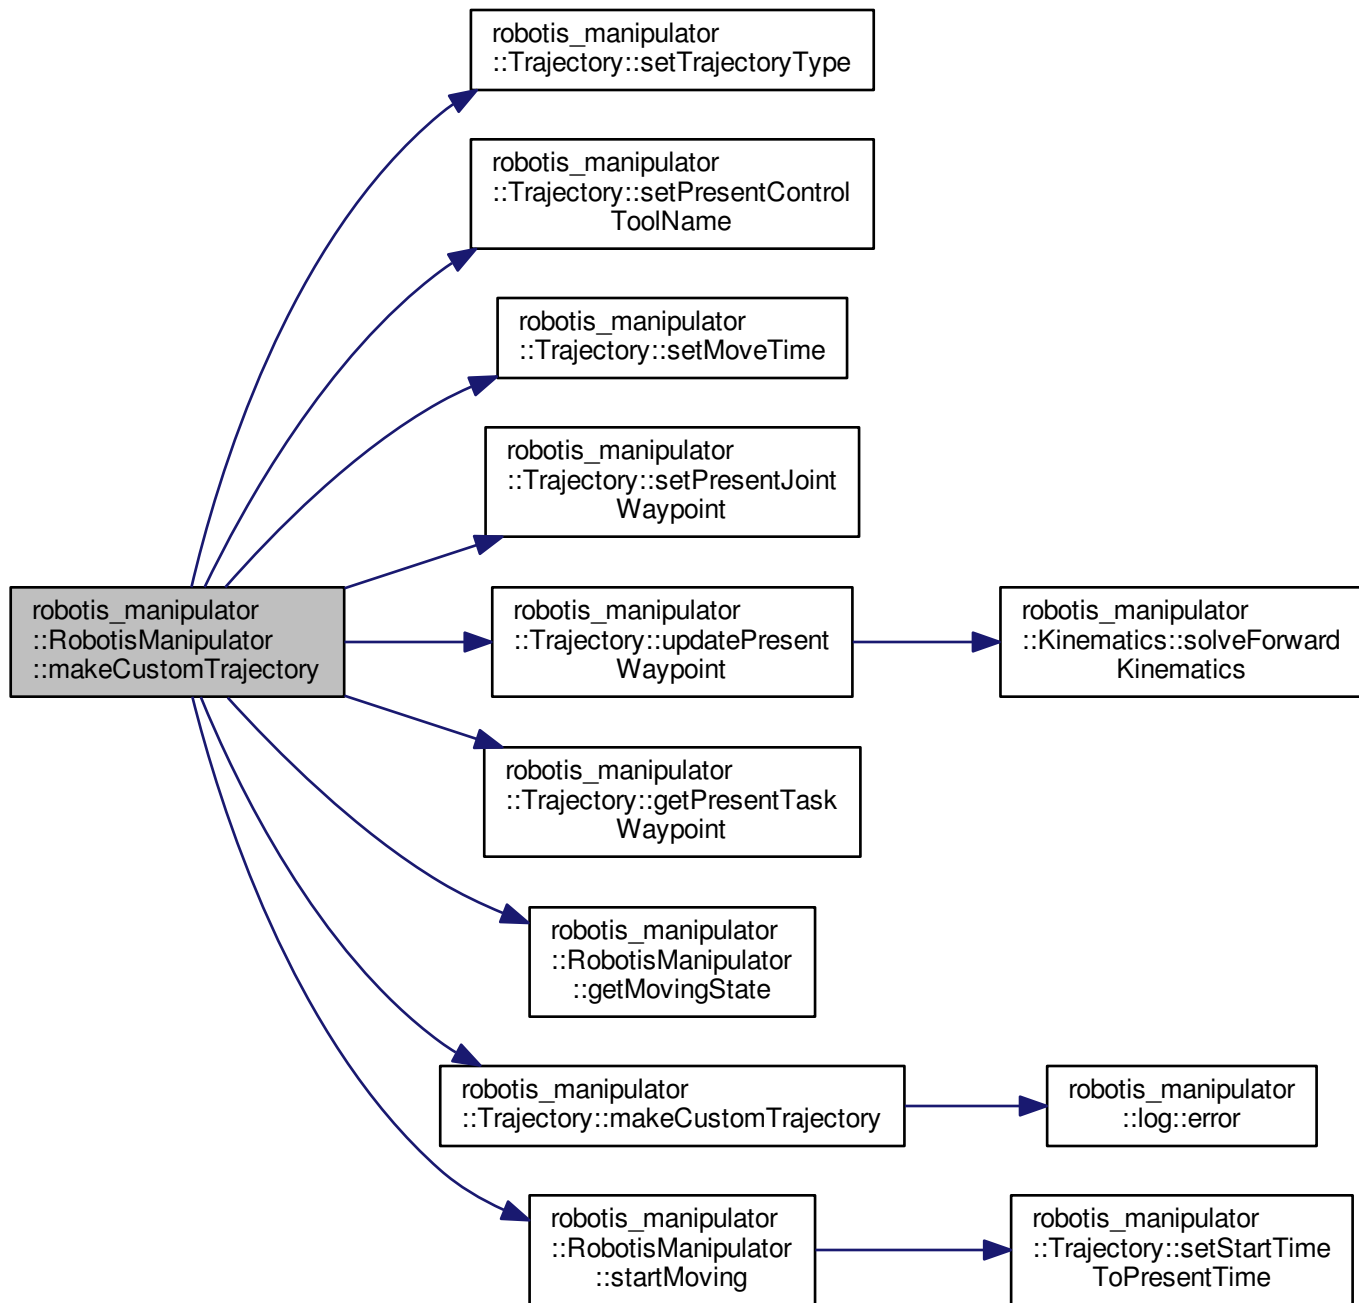 robotis_manipulator
::Trajectory::setTrajectoryType
robotis_manipulator
::Trajectory::setPresentControl
ToolName
robotis_manipulator
::Trajectory::setMoveTime
robotis_manipulator
::Trajectory::setPresentJoint
Waypoint
robotis_manipulator
::RobotisManipulator
::makeCustomTrajectory
robotis_manipulator
::Trajectory::updatePresent
Waypoint
robotis_manipulator
::Kinematics::solveForward
Kinematics
robotis_manipulator
::Trajectory::getPresentTask
Waypoint
robotis_manipulator
::RobotisManipulator
::getMovingState
robotis_manipulator
::Trajectory::makeCustomTrajectory
robotis_manipulator
::log::error
robotis_manipulator
::RobotisManipulator
::startMoving
robotis_manipulator
::Trajectory::setStartTime
ToPresentTime